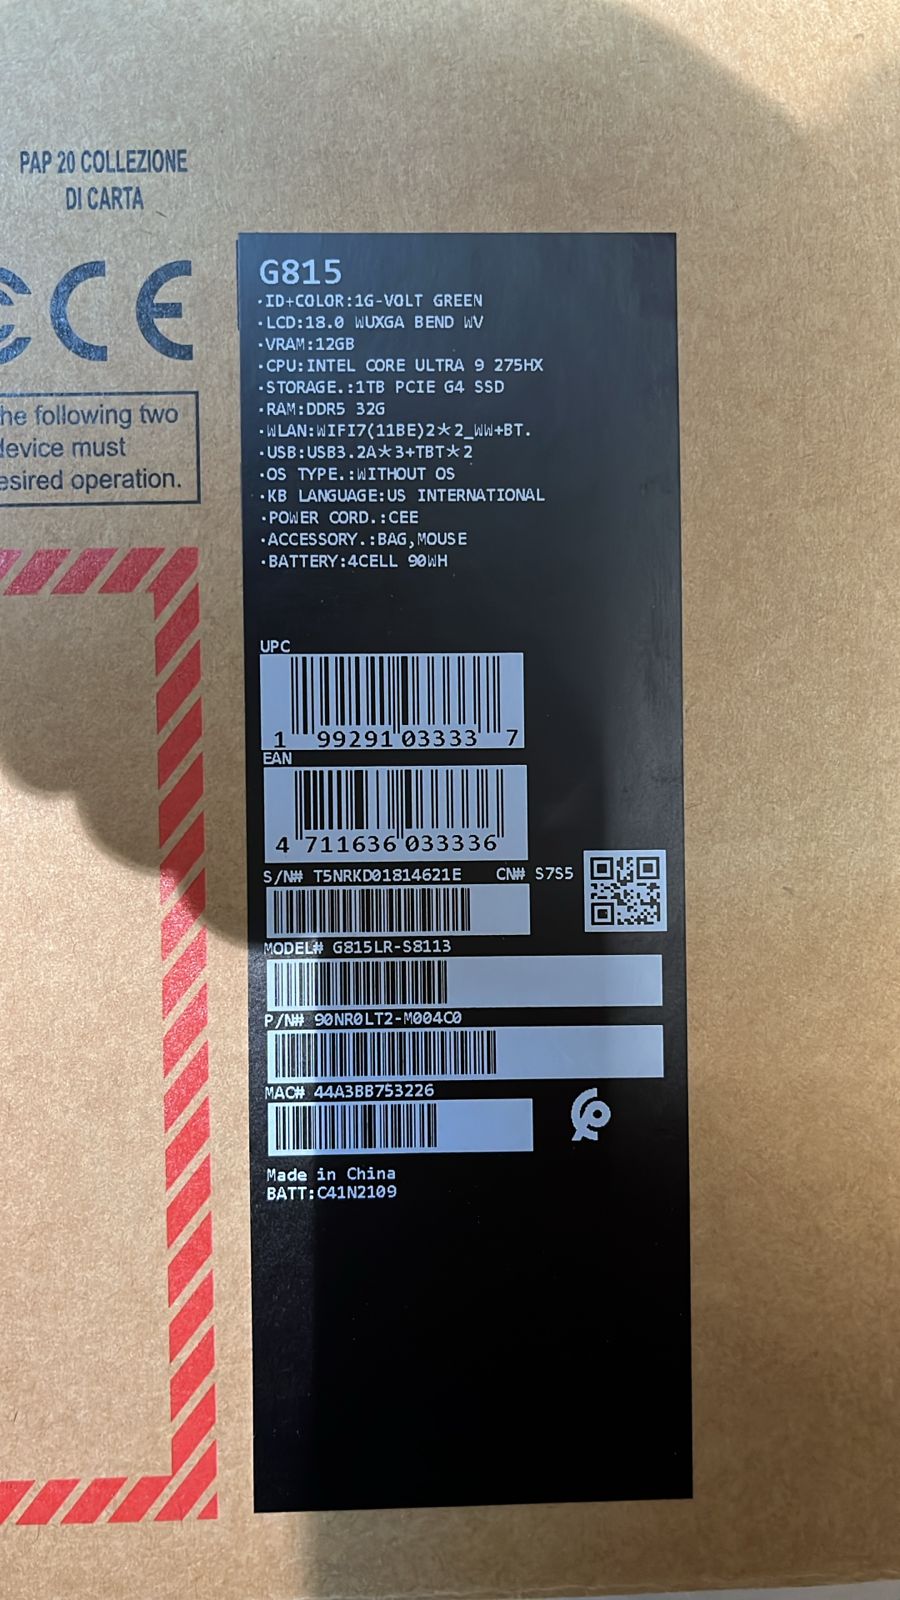 PAP 20 COLLEZIONE
DI CARTA
CE
he following two
device must
esired operation.
G815
·ID+COLOR:1G-VOLT GREEN
·LCD:18.0 WUXGA BEND WV
·VRAM:12GB
·CPU:INTEL CORE ULTRA 9 275HX
·STORAGE.:1TB PCIE G4 SSD
·RAM:DDR5 32G
·WLAN:WIFI7(11BE)2*2_WW+BT.
·USB:USB3.2A*3+TBT*2
·OS TYPE.:WITHOUT OS
·KB LANGUAGE:US INTERNATIONAL
·POWER CORD.:CEE
·ACCESSORY.:BAG,MOUSE
·BATTERY:4CELL 90WH
UPC
1 99291 03333 7
EAN
4 711636 033336
S/N# T5NRKD01814621E CN# S7S5
MODEL# G815LR-S8113
P/N# 90NR0LT2-M004C0
MAC# 44A3BB753226
Made in China
BATT:C41N2109